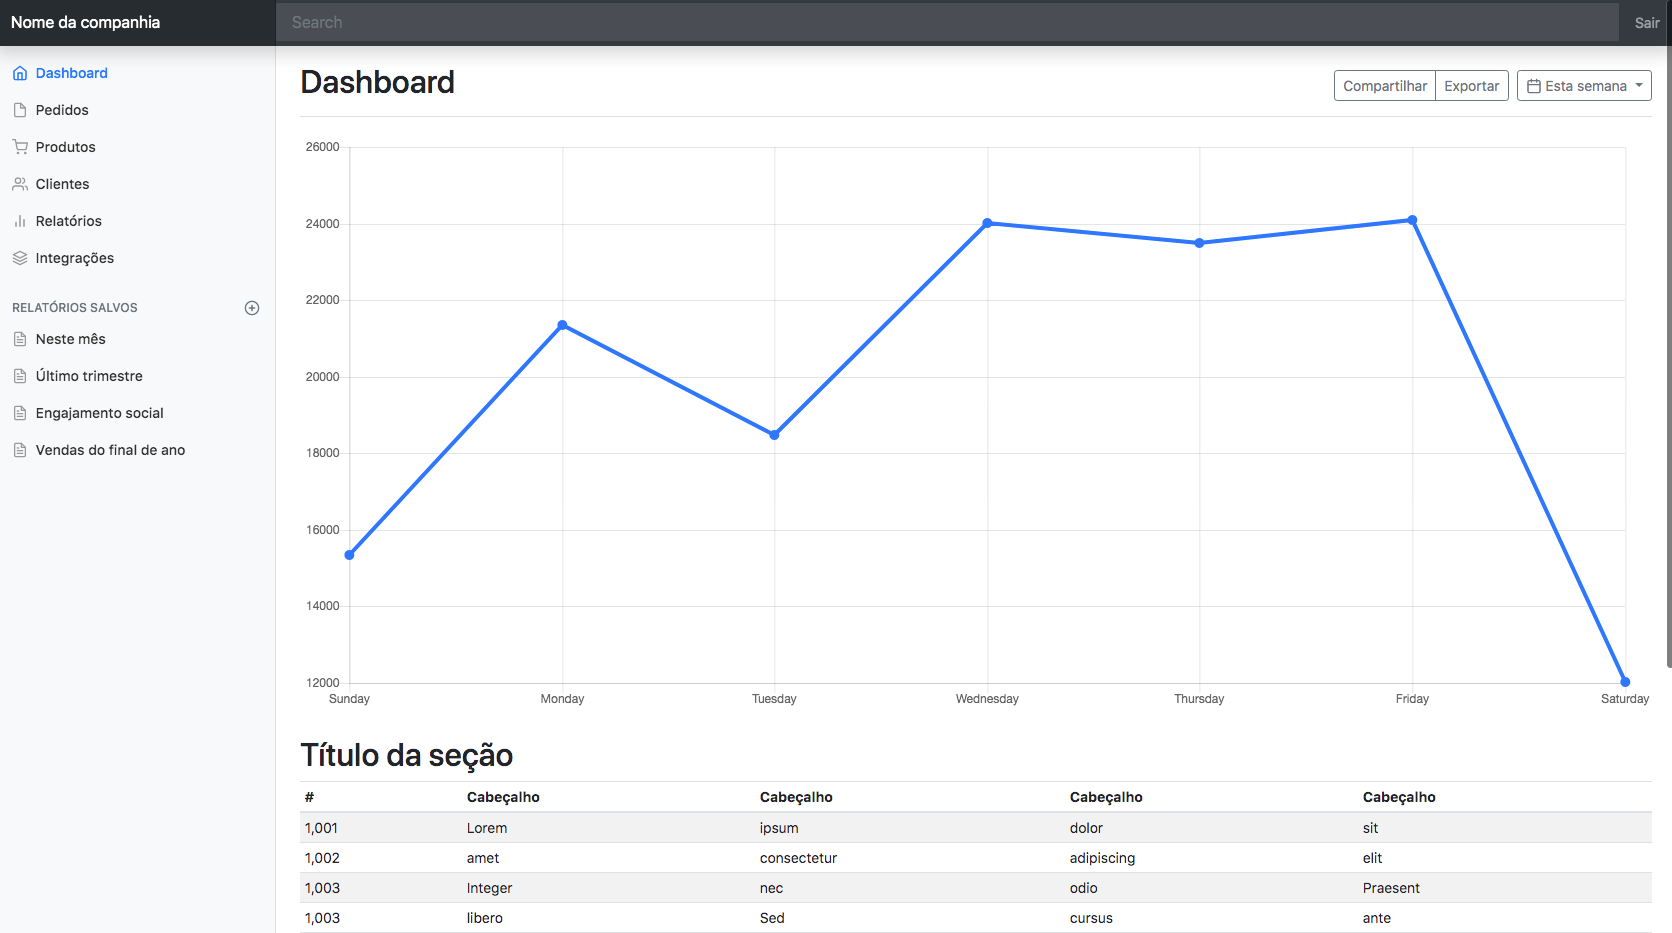 Nome da companhia
Search
Sair
Dashboard
Pedidos
Produtos
Clientes
Relatórios
Integrações
RELATÓRIOS SALVOS
Neste mês
Último trimestre
Engajamento social
Vendas do final de ano
Dashboard
Compartilhar Exportar Esta semana
26000
24000
22000
20000
18000
16000
14000
12000
Sunday Monday Tuesday Wednesday Thursday Friday Saturday
Título da seção
# Cabeçalho Cabeçalho Cabeçalho Cabeçalho
1,001 Lorem ipsum dolor sit
1,002 amet consectetur adipiscing elit
1,003 Integer nec odio Praesent
1,003 libero Sed cursus ante